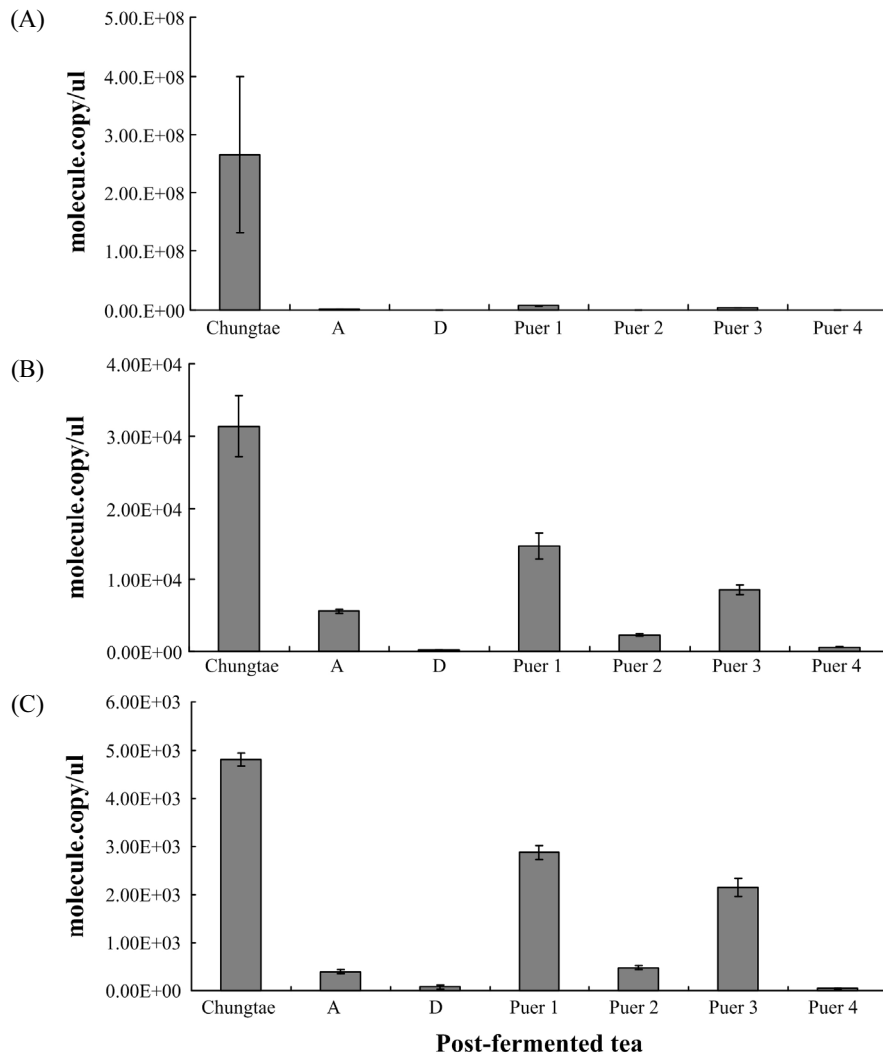 (A)
molecule.copy/ul
5.00.E+08
4.00.E+08
3.00.E+08
2.00.E+08
1.00.E+08
0.00.E+00
Chungtae A D Puer 1 Puer 2 Puer 3 Puer 4
(B)
molecule.copy/ul
4.00E+04
3.00E+04
2.00E+04
1.00E+04
0.00E+00
Chungtae A D Puer 1 Puer 2 Puer 3 Puer 4
(C)
molecule.copy/ul
6.00E+03
5.00E+03
4.00E+03
3.00E+03
2.00E+03
1.00E+03
0.00E+00
Chungtae A D Puer 1 Puer 2 Puer 3 Puer 4
Post-fermented tea